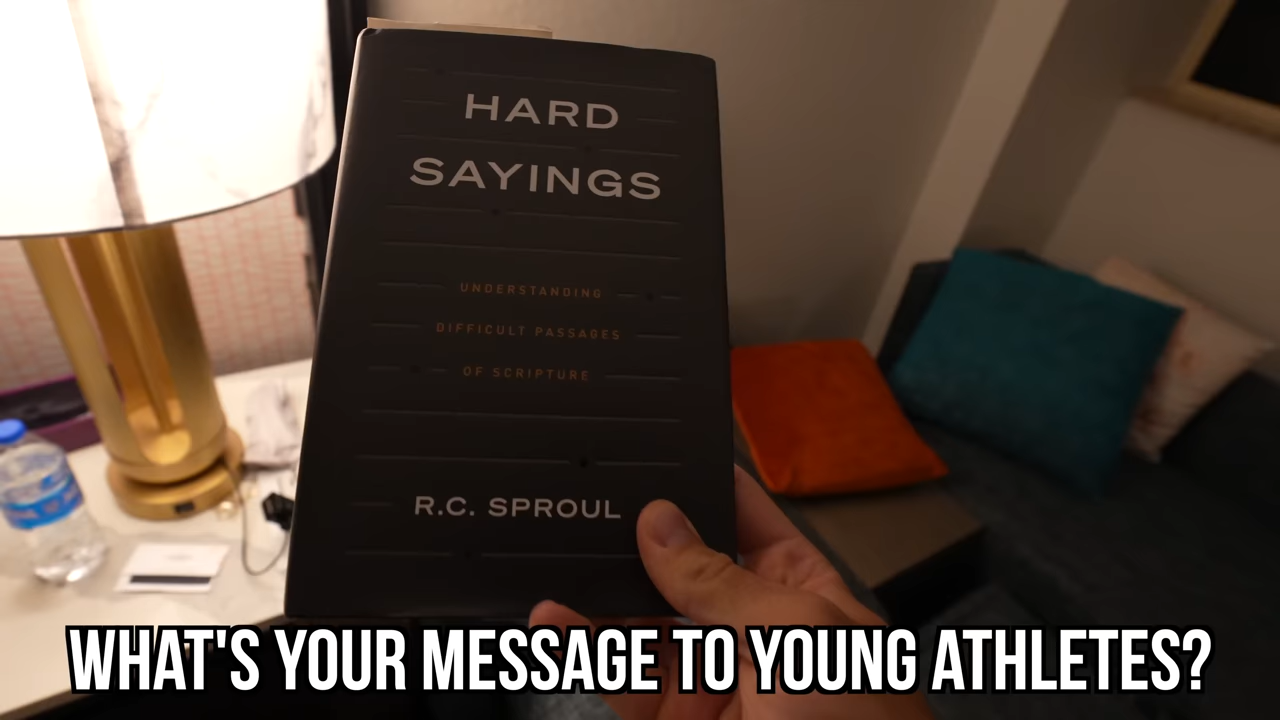 HARD
SAYINGS
UNDERSTANDING
DIFFICULT PASSAGES
OF SCRIPTURE
R.C. SPROUL
WHAT'S YOUR MESSAGE TO YOUNG ATHLETES?